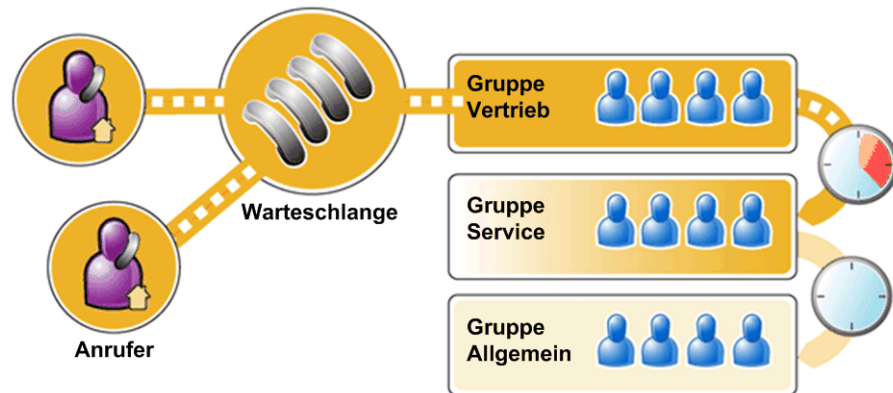 Gruppe
Vertrieb
Warteschlange
Gruppe
Service
Anrufer
Gruppe
Allgemein